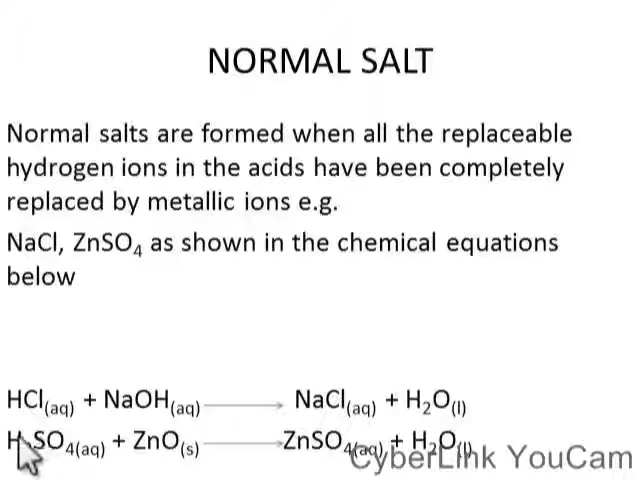 NORMAL SALT
Normal salts are formed when all the replaceable
hydrogen ions in the acids have been completely
replaced by metallic ions e.g.
NaCl, ZnSO₄ as shown in the chemical equations
below
HCl(aq) + NaOH(aq) → NaCl(aq) + H₂O(l)
H₂SO₄(aq) + ZnO(s) → ZnSO₄(aq) + H₂O(l)
CyberLink YouCam